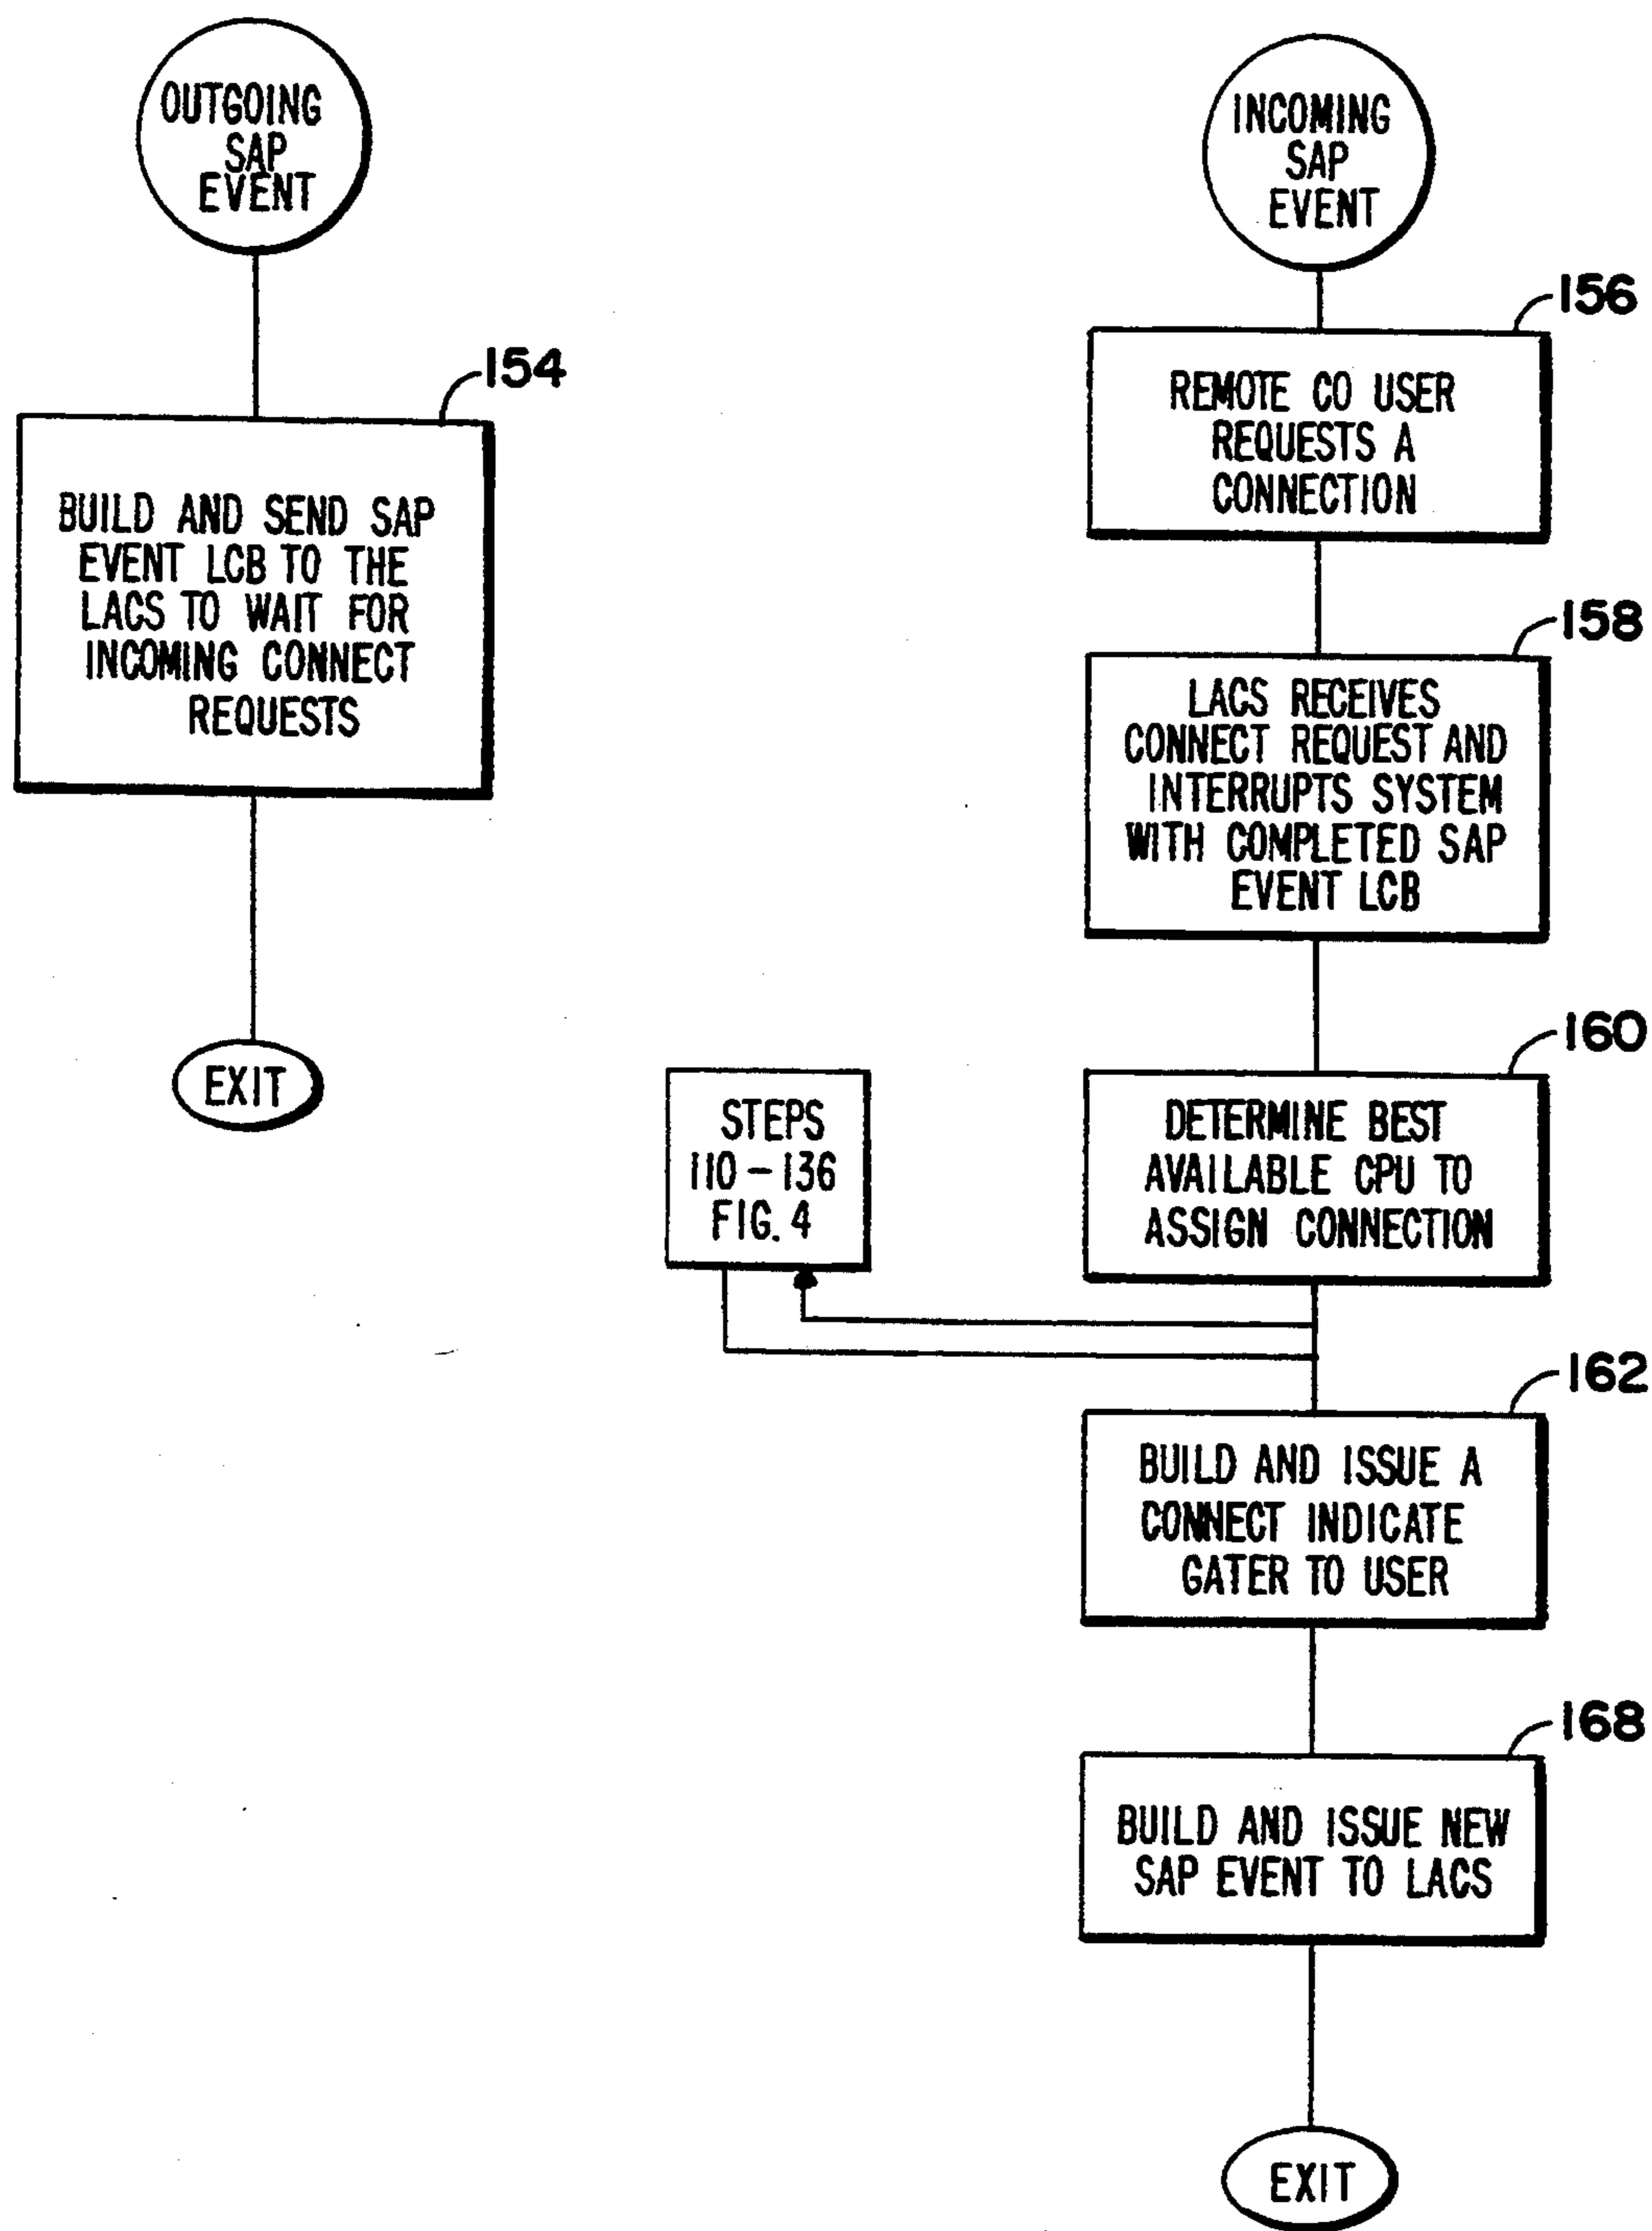 OUTGOING
SAP
EVENT
154
BUILD AND SEND SAP
EVENT LCB TO THE
LACS TO WAIT FOR
INCOMING CONNECT
REQUESTS
EXIT
INCOMING
SAP
EVENT
156
REMOTE CO USER
REQUESTS A
CONNECTION
158
LACS RECEIVES
CONNECT REQUEST AND
INTERRUPTS SYSTEM
WITH COMPLETED SAP
EVENT LCB
160
DETERMINE BEST
AVAILABLE CPU TO
ASSIGN CONNECTION
STEPS
110-136
FIG. 4
162
BUILD AND ISSUE A
CONNECT INDICATE
GATER TO USER
168
BUILD AND ISSUE NEW
SAP EVENT TO LACS
EXIT